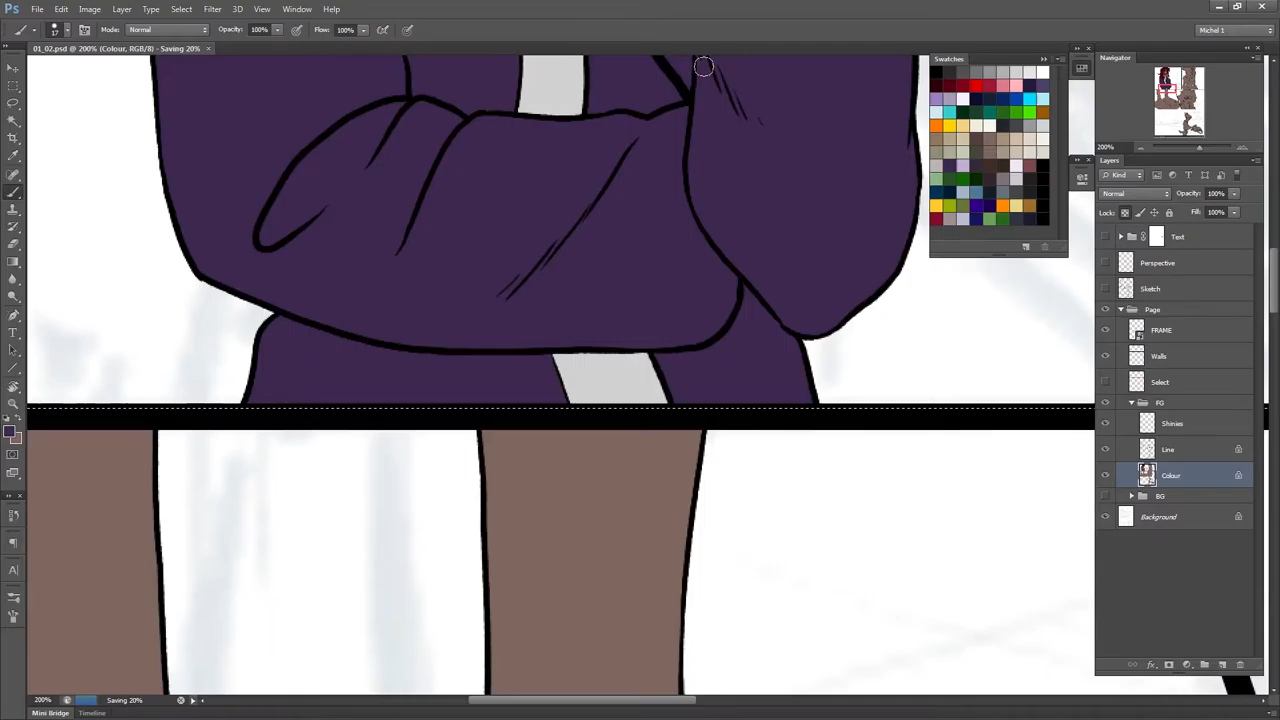 Ps File Edit Image Layer Type Select Filter 3D View Window Help
17 Mode: Normal Opacity: 100% Flow: 100% Michel 1
01_02.psd @ 200% (Colour, RGB/8) - Saving 20% ×
Swatches
Navigator
200%
Layers
Kind
Normal Opacity: 100%
Lock: Fill: 100%
Text
Perspective
Sketch
Page
FRAME
Walls
Select
FG
Shinies
Line
Colour
BG
Background
200% Saving 20%
Mini Bridge Timeline